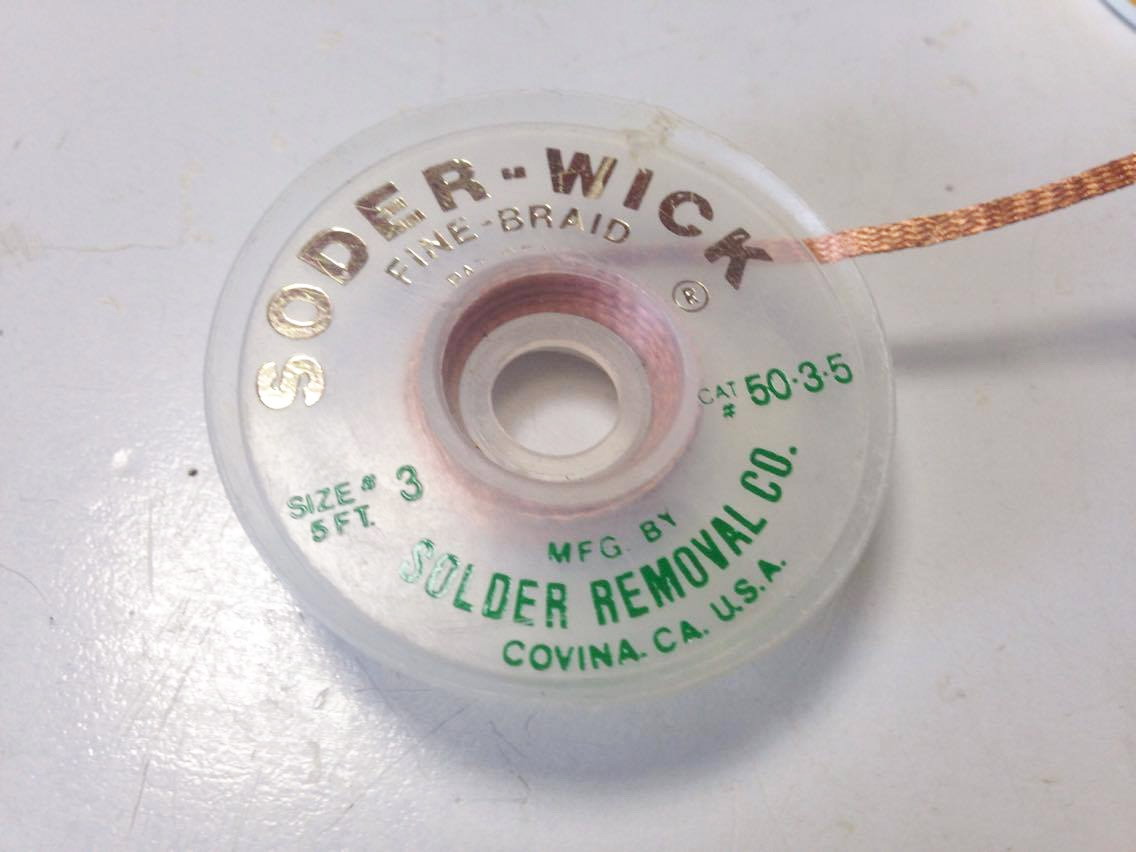 SODER-WICK
®
FINE-BRAID
CAT # 50·3·5
SIZE # 3
5 FT.
MFG. BY
SOLDER REMOVAL CO.
COVINA. CA. U.S.A.